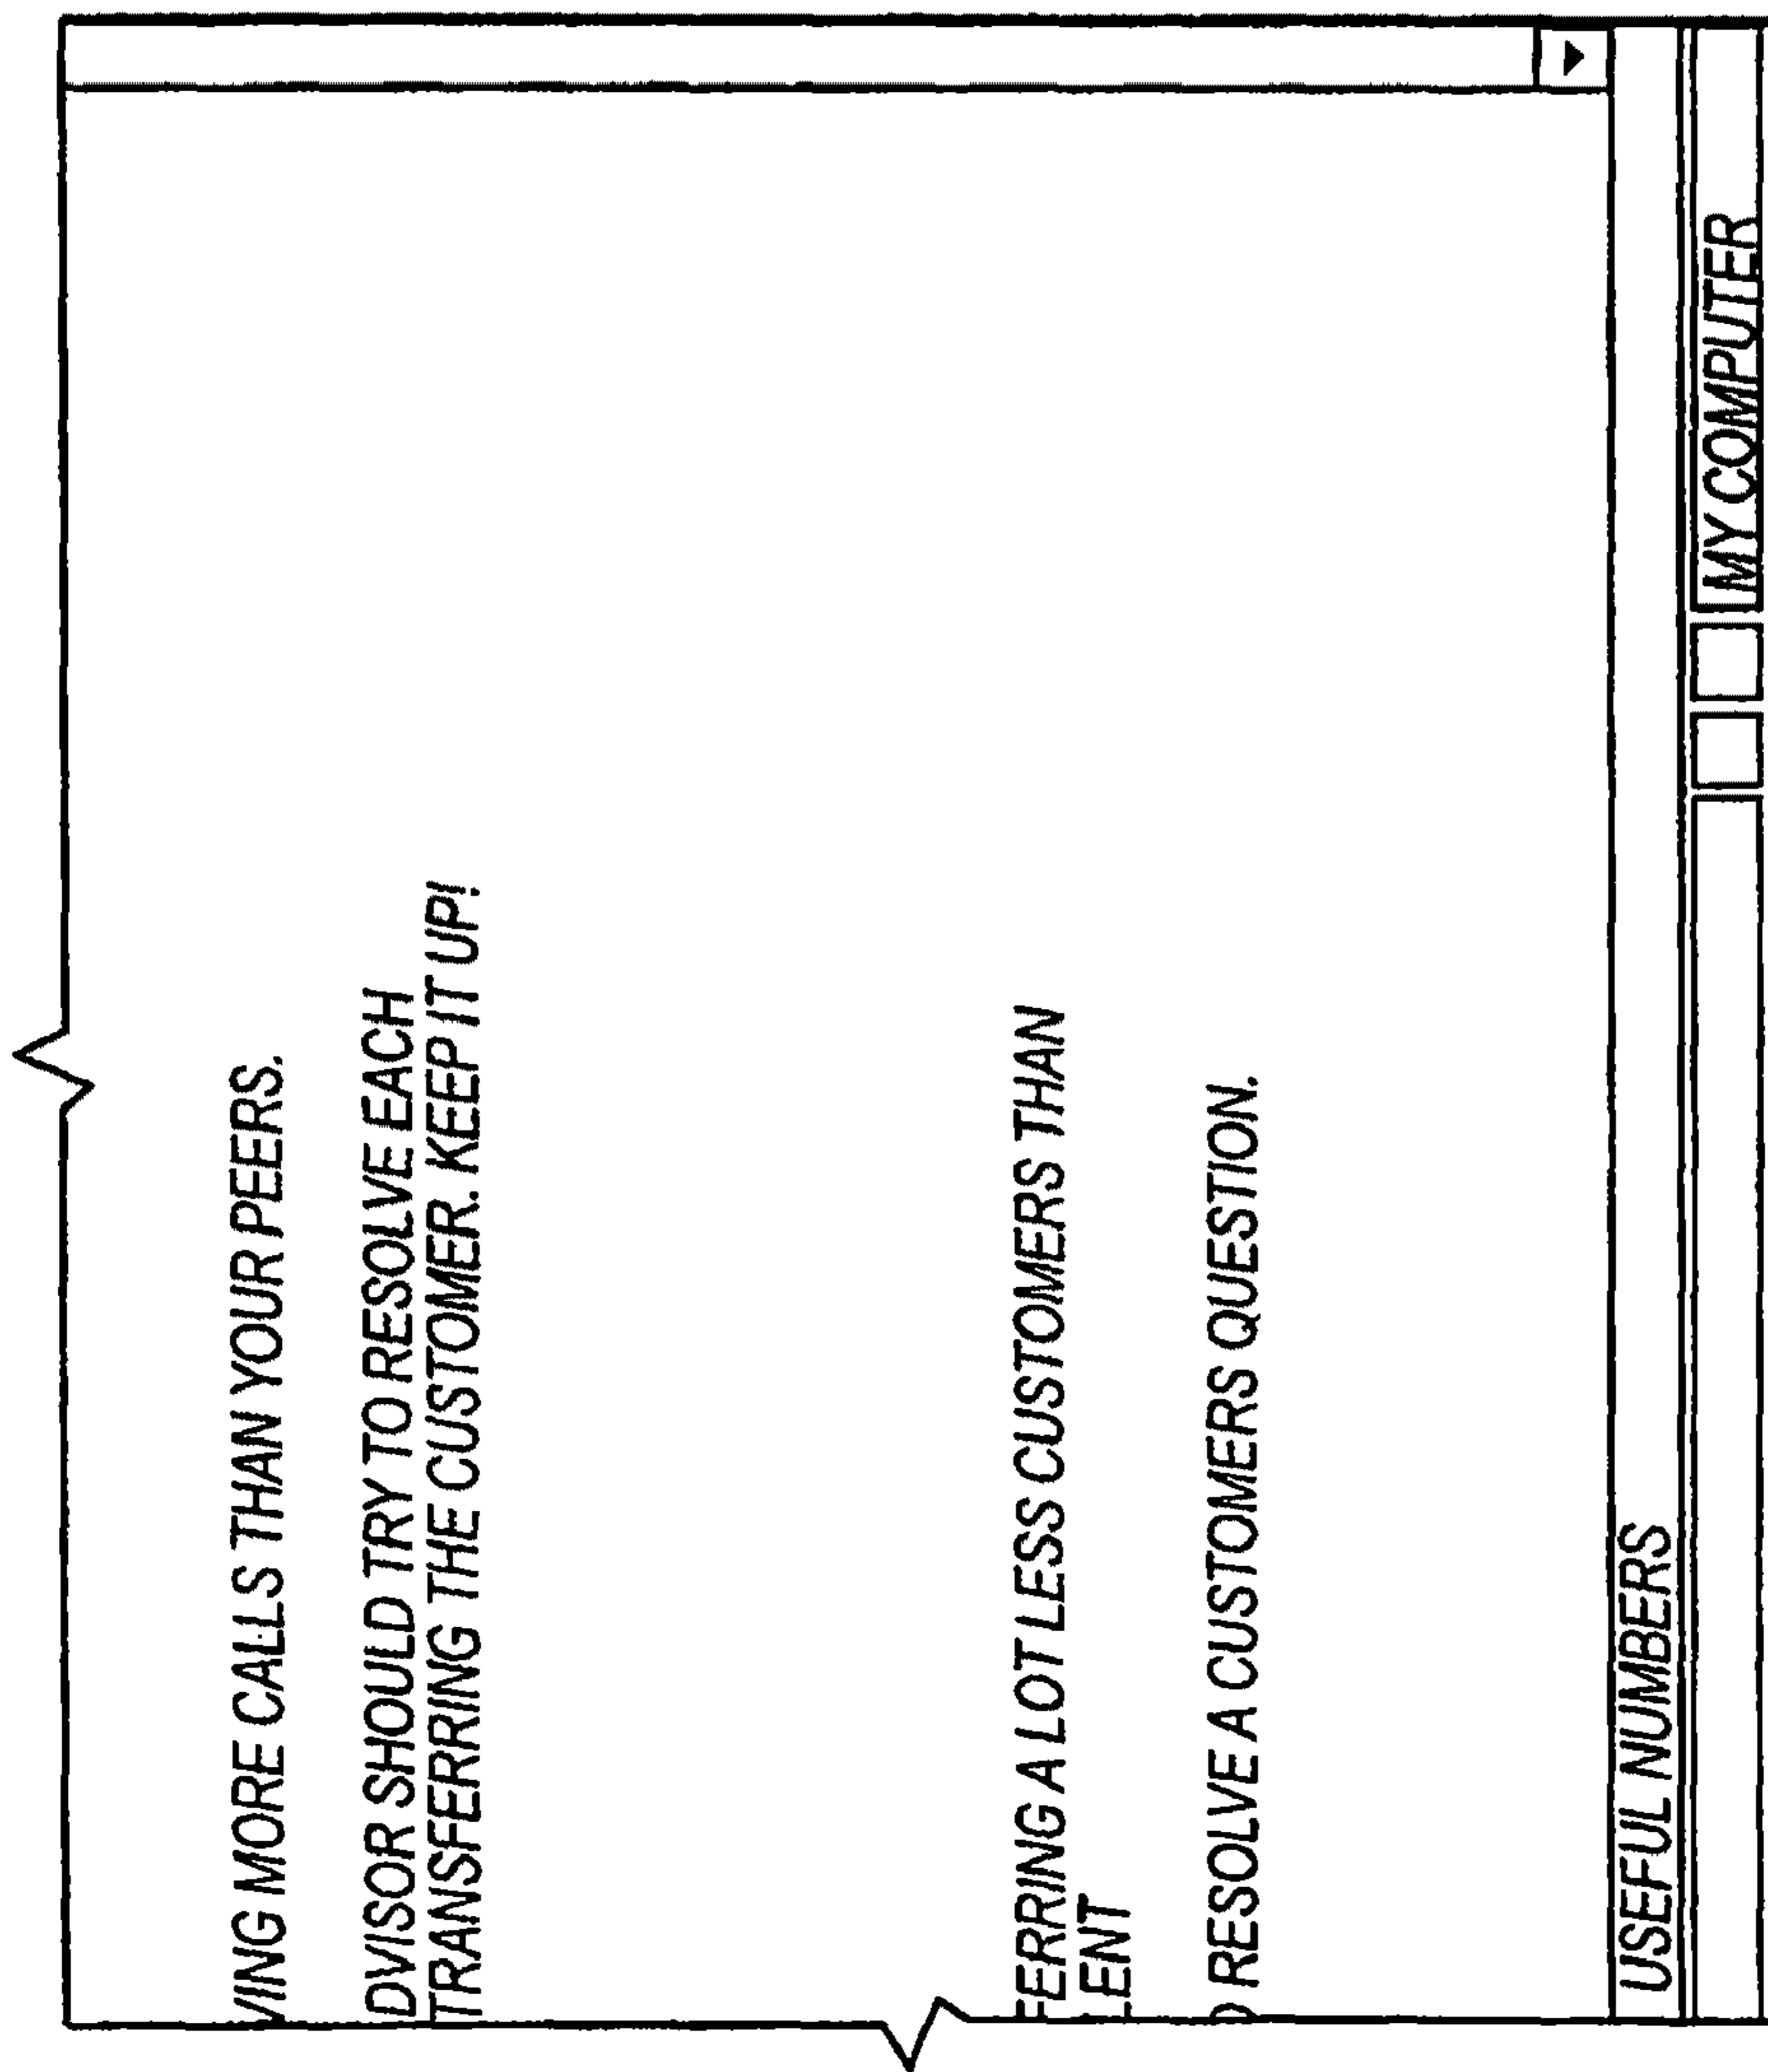 VING MORE CALLS THAN YOUR PEERS.
DVISOR SHOULD TRY TO RESOLVE EACH
TRANSFERRING THE CUSTOMER. KEEP IT UP!
FERRING A LOT LESS CUSTOMERS THAN
ENT
RESOLVE A CUSTOMERS QUESTION.
USEFUL NUMBERS
MY COMPUTER